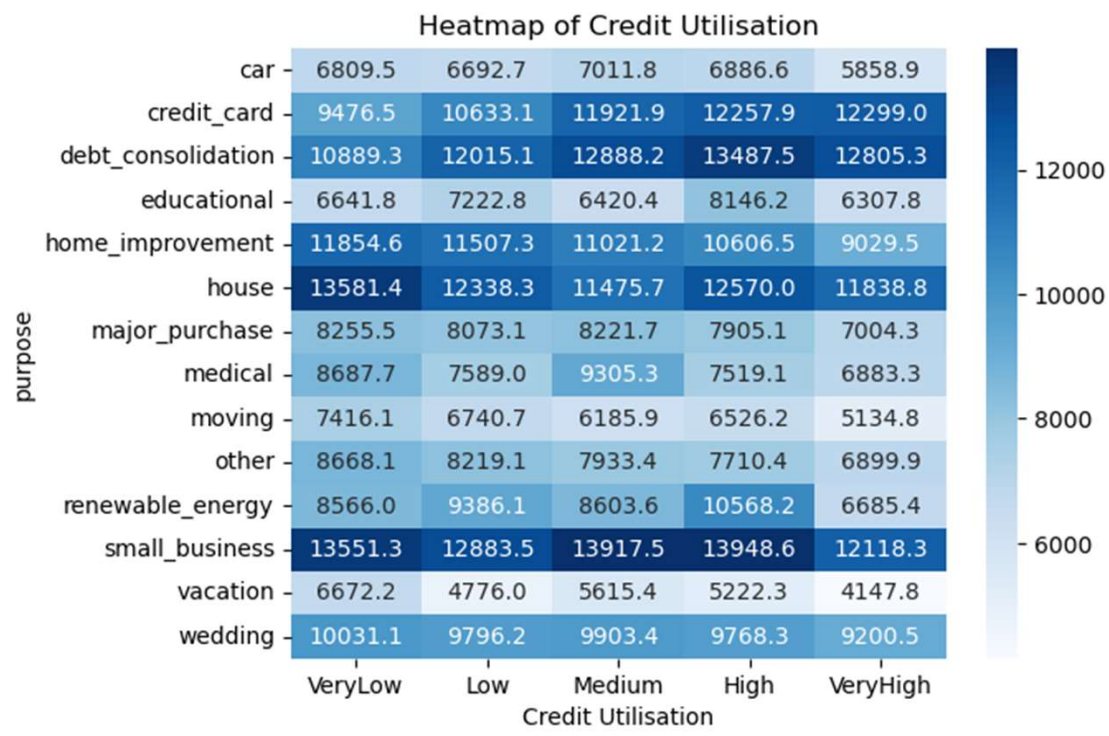 Heatmap of Credit Utilisation
car 6809.5 6692.7 7011.8 6886.6 5858.9
credit_card 9476.5 10633.1 11921.9 12257.9 12299.0
debt_consolidation 10889.3 12015.1 12888.2 13487.5 12805.3
educational 6641.8 7222.8 6420.4 8146.2 6307.8
home_improvement 11854.6 11507.3 11021.2 10606.5 9029.5
house 13581.4 12338.3 11475.7 12570.0 11838.8
major_purchase 8255.5 8073.1 8221.7 7905.1 7004.3
medical 8687.7 7589.0 9305.3 7519.1 6883.3
moving 7416.1 6740.7 6185.9 6526.2 5134.8
other 8668.1 8219.1 7933.4 7710.4 6899.9
renewable_energy 8566.0 9386.1 8603.6 10568.2 6685.4
small_business 13551.3 12883.5 13917.5 13948.6 12118.3
vacation 6672.2 4776.0 5615.4 5222.3 4147.8
wedding 10031.1 9796.2 9903.4 9768.3 9200.5
VeryLow Low Medium High VeryHigh
Credit Utilisation
purpose
12000
10000
8000
6000